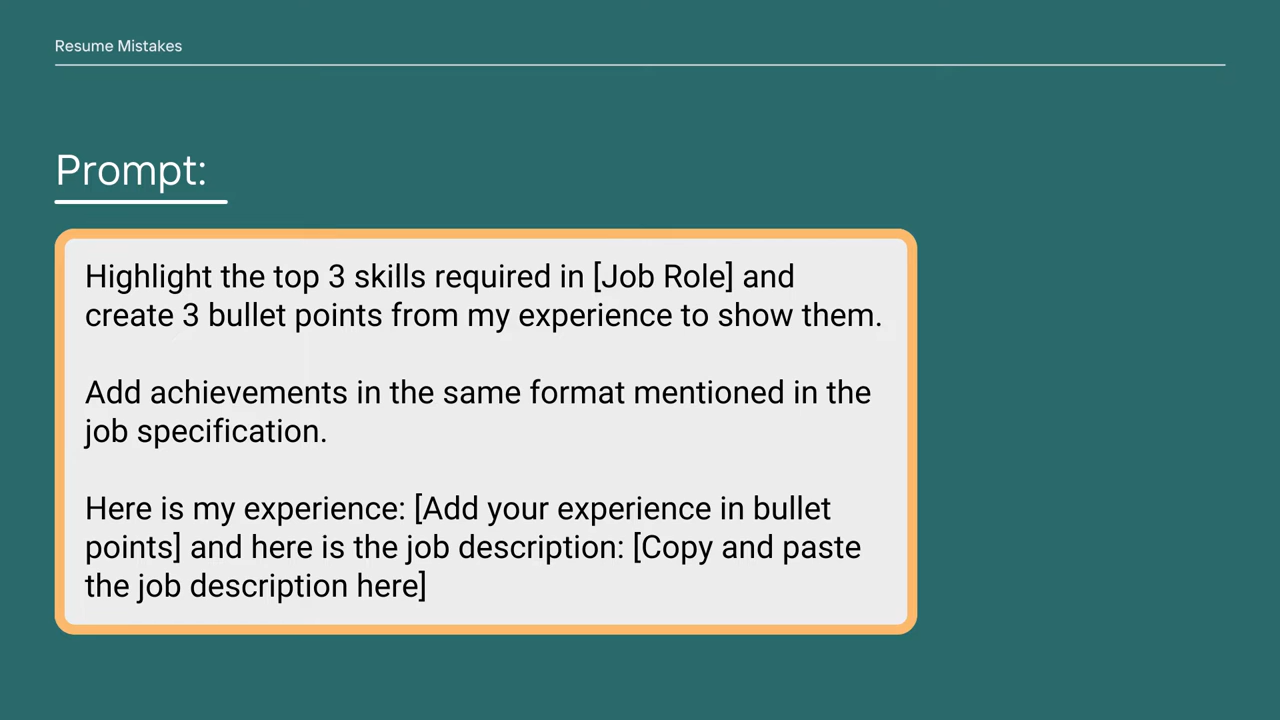 Resume Mistakes
Prompt:
Highlight the top 3 skills required in [Job Role] and
create 3 bullet points from my experience to show them.
Add achievements in the same format mentioned in the
job specification.
Here is my experience: [Add your experience in bullet
points] and here is the job description: [Copy and paste
the job description here]